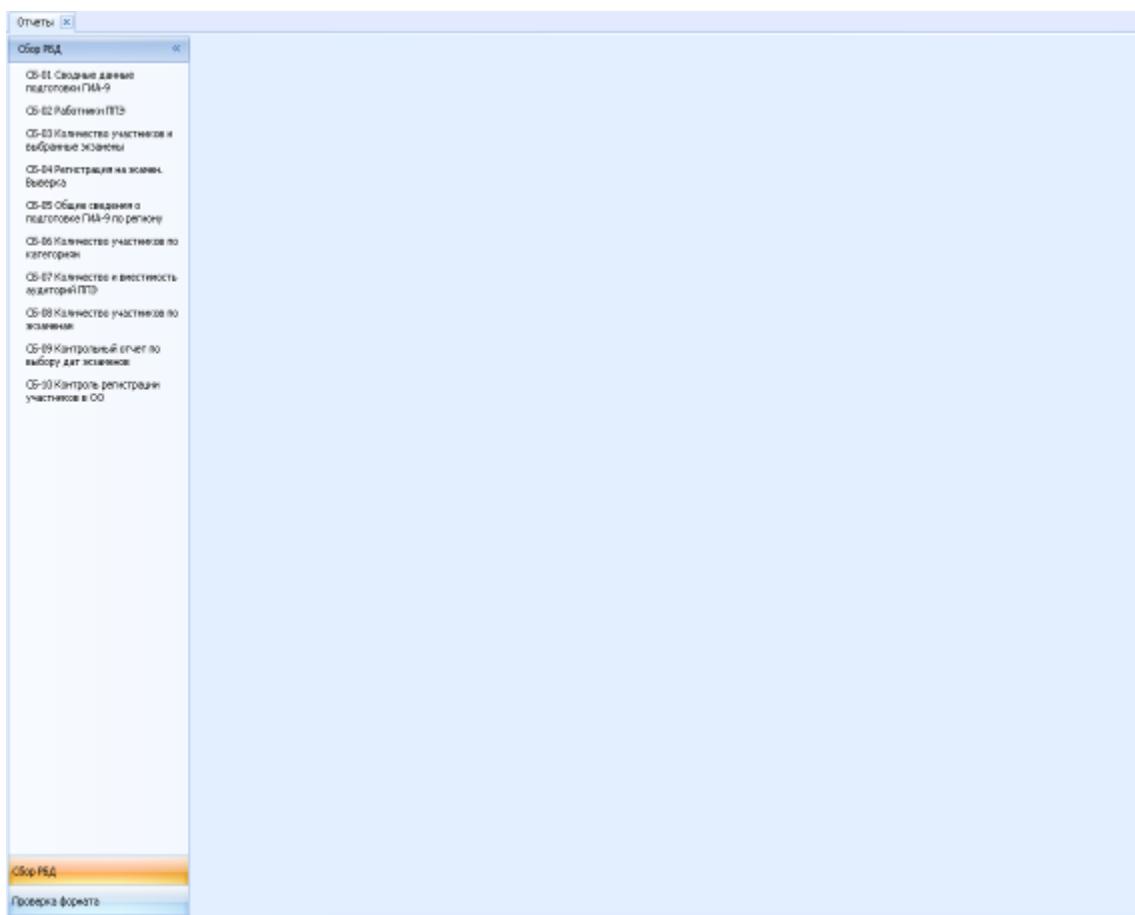 Отчеты
Сбор РБД
СБ-01 Сводные данные
подготовки ГИА-9
СБ-02 Работники ППЭ
СБ-03 Количество участников и
выбранные экзамены
СБ-04 Регистрация на экзамен.
Выверка
СБ-05 Общие сведения о
подготовке ГИА-9 по региону
СБ-06 Количество участников по
категориям
СБ-07 Количество и вместимость
аудиторий ППЭ
СБ-08 Количество участников по
экзаменам
СБ-09 Контрольный отчет по
выбору дат экзаменов
СБ-10 Контроль регистрации
участников в ОО
Сбор РБД
Проверка формата